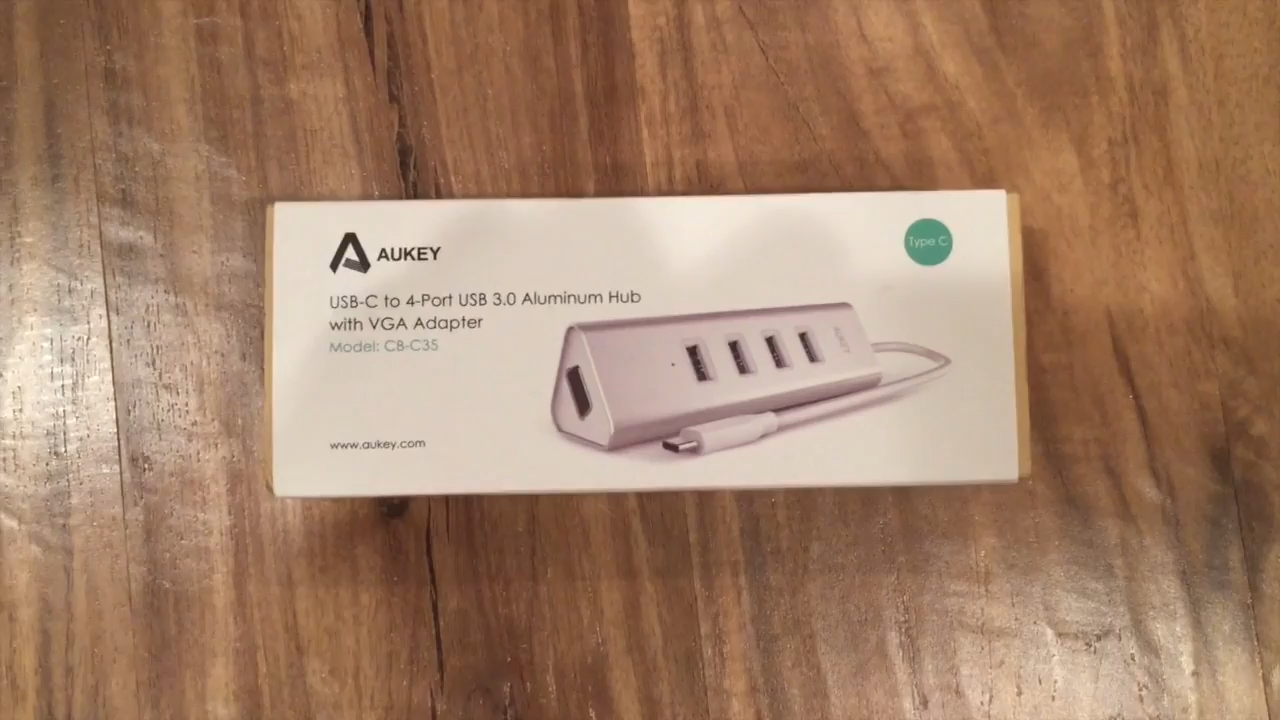 AUKEY
Type C
USB-C to 4-Port USB 3.0 Aluminum Hub
with VGA Adapter
Model: CB-C35
www.aukey.com